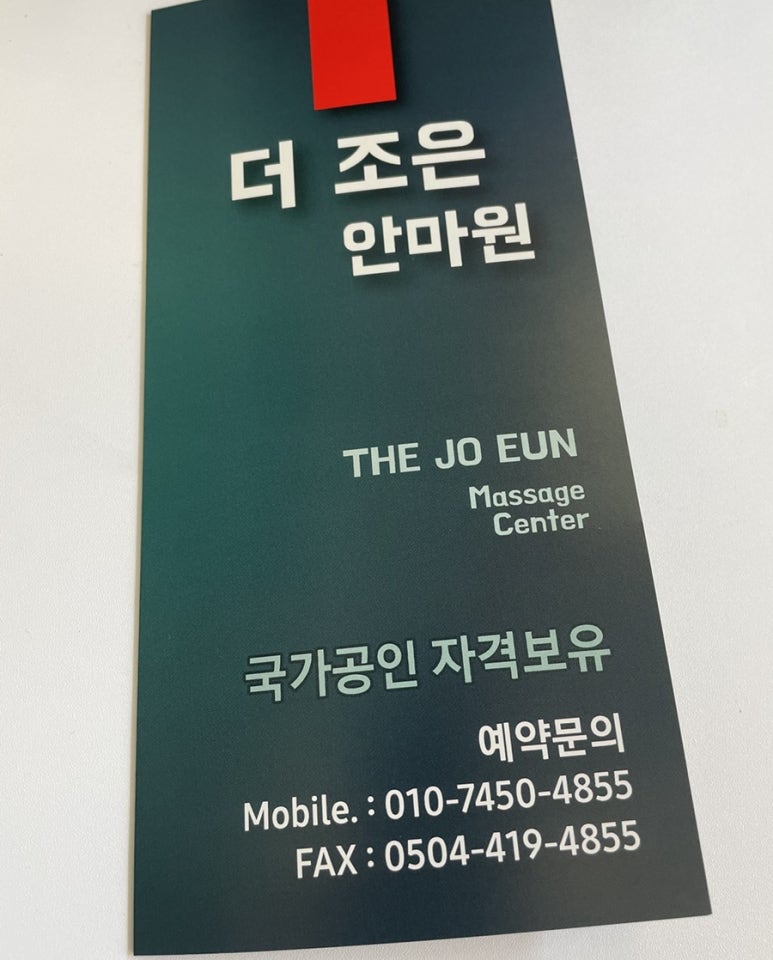 더 조은
안마원
THE JO EUN
Massage
Center
국가공인 자격보유
예약문의
Mobile. : 010-7450-4855
FAX : 0504-419-4855